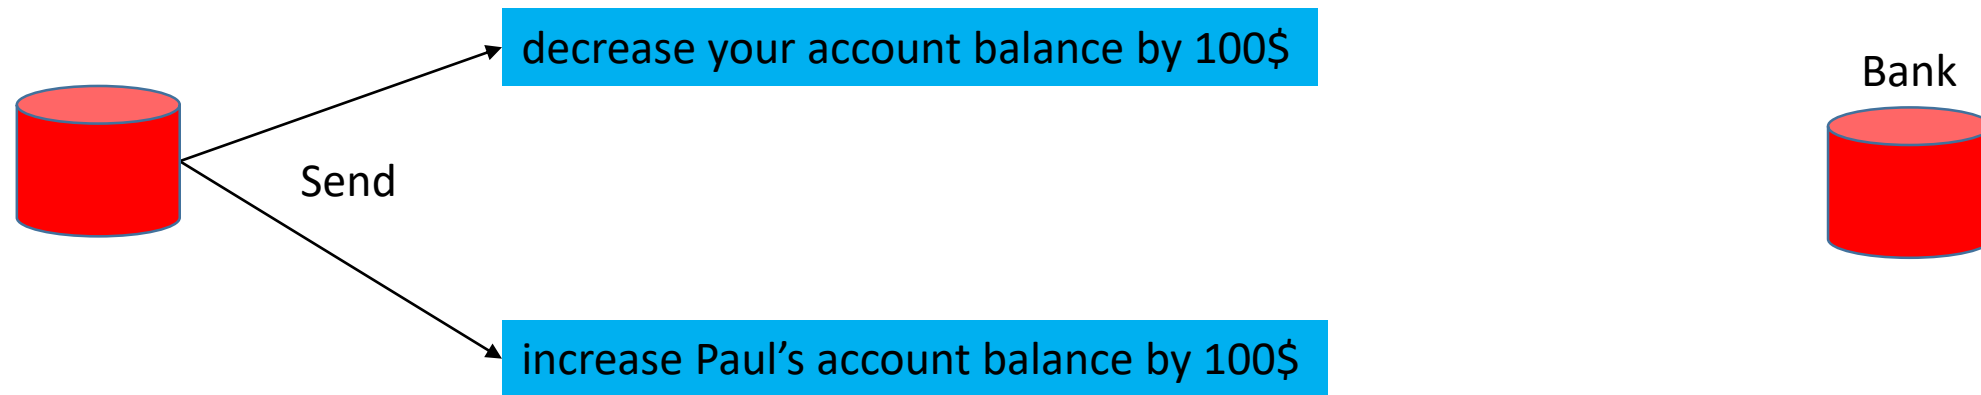 decrease your account balance by 100$
Bank
Send
increase Paul’s account balance by 100$